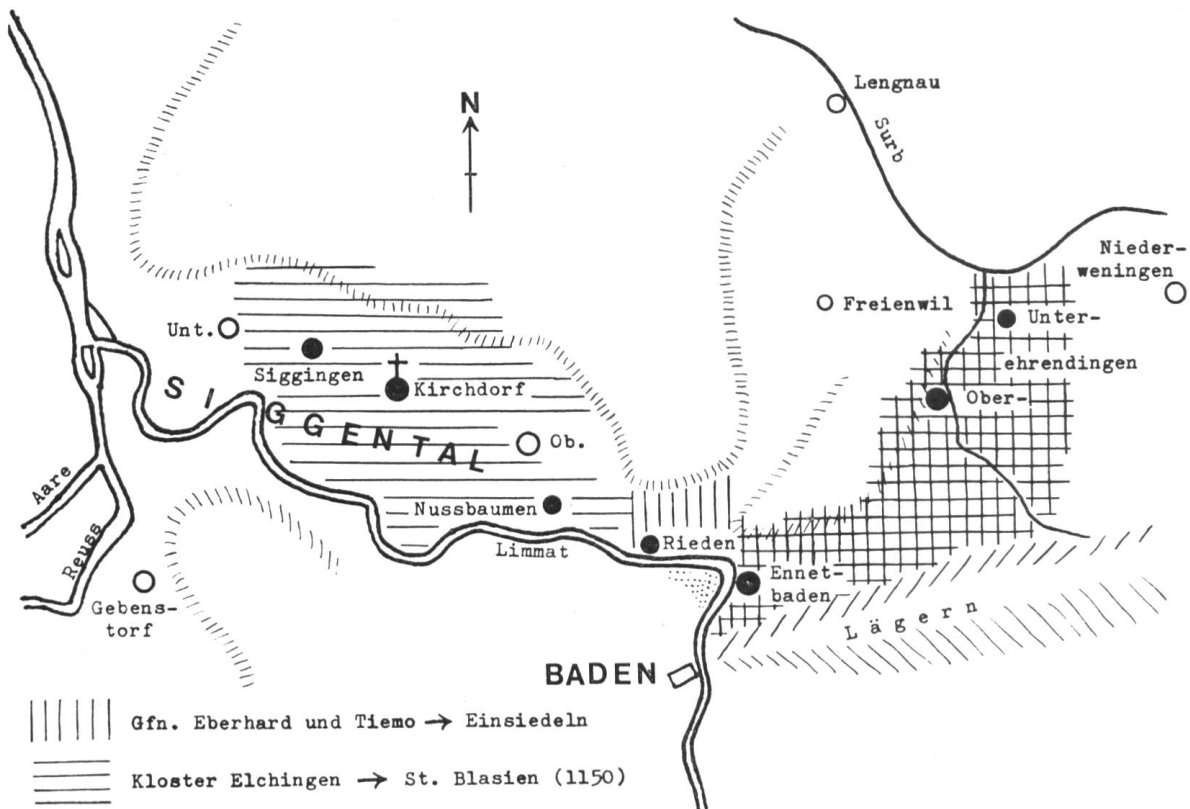 Lengnau
Surb
N
Nieder-
weningen
Freienwil
Unter-
ehrendingen
Ober-
Unt.
Siggingen
Kirchdorf
SIGGENTAL
Ob.
Nussbaumen
Limmat
Rieden
Ennet-
baden
Aare
Reuss
Gebens-
torf
Lägern
BADEN
Gfn. Eberhard und Tiemo → Einsiedeln
Kloster Elchingen → St. Blasien (1150)